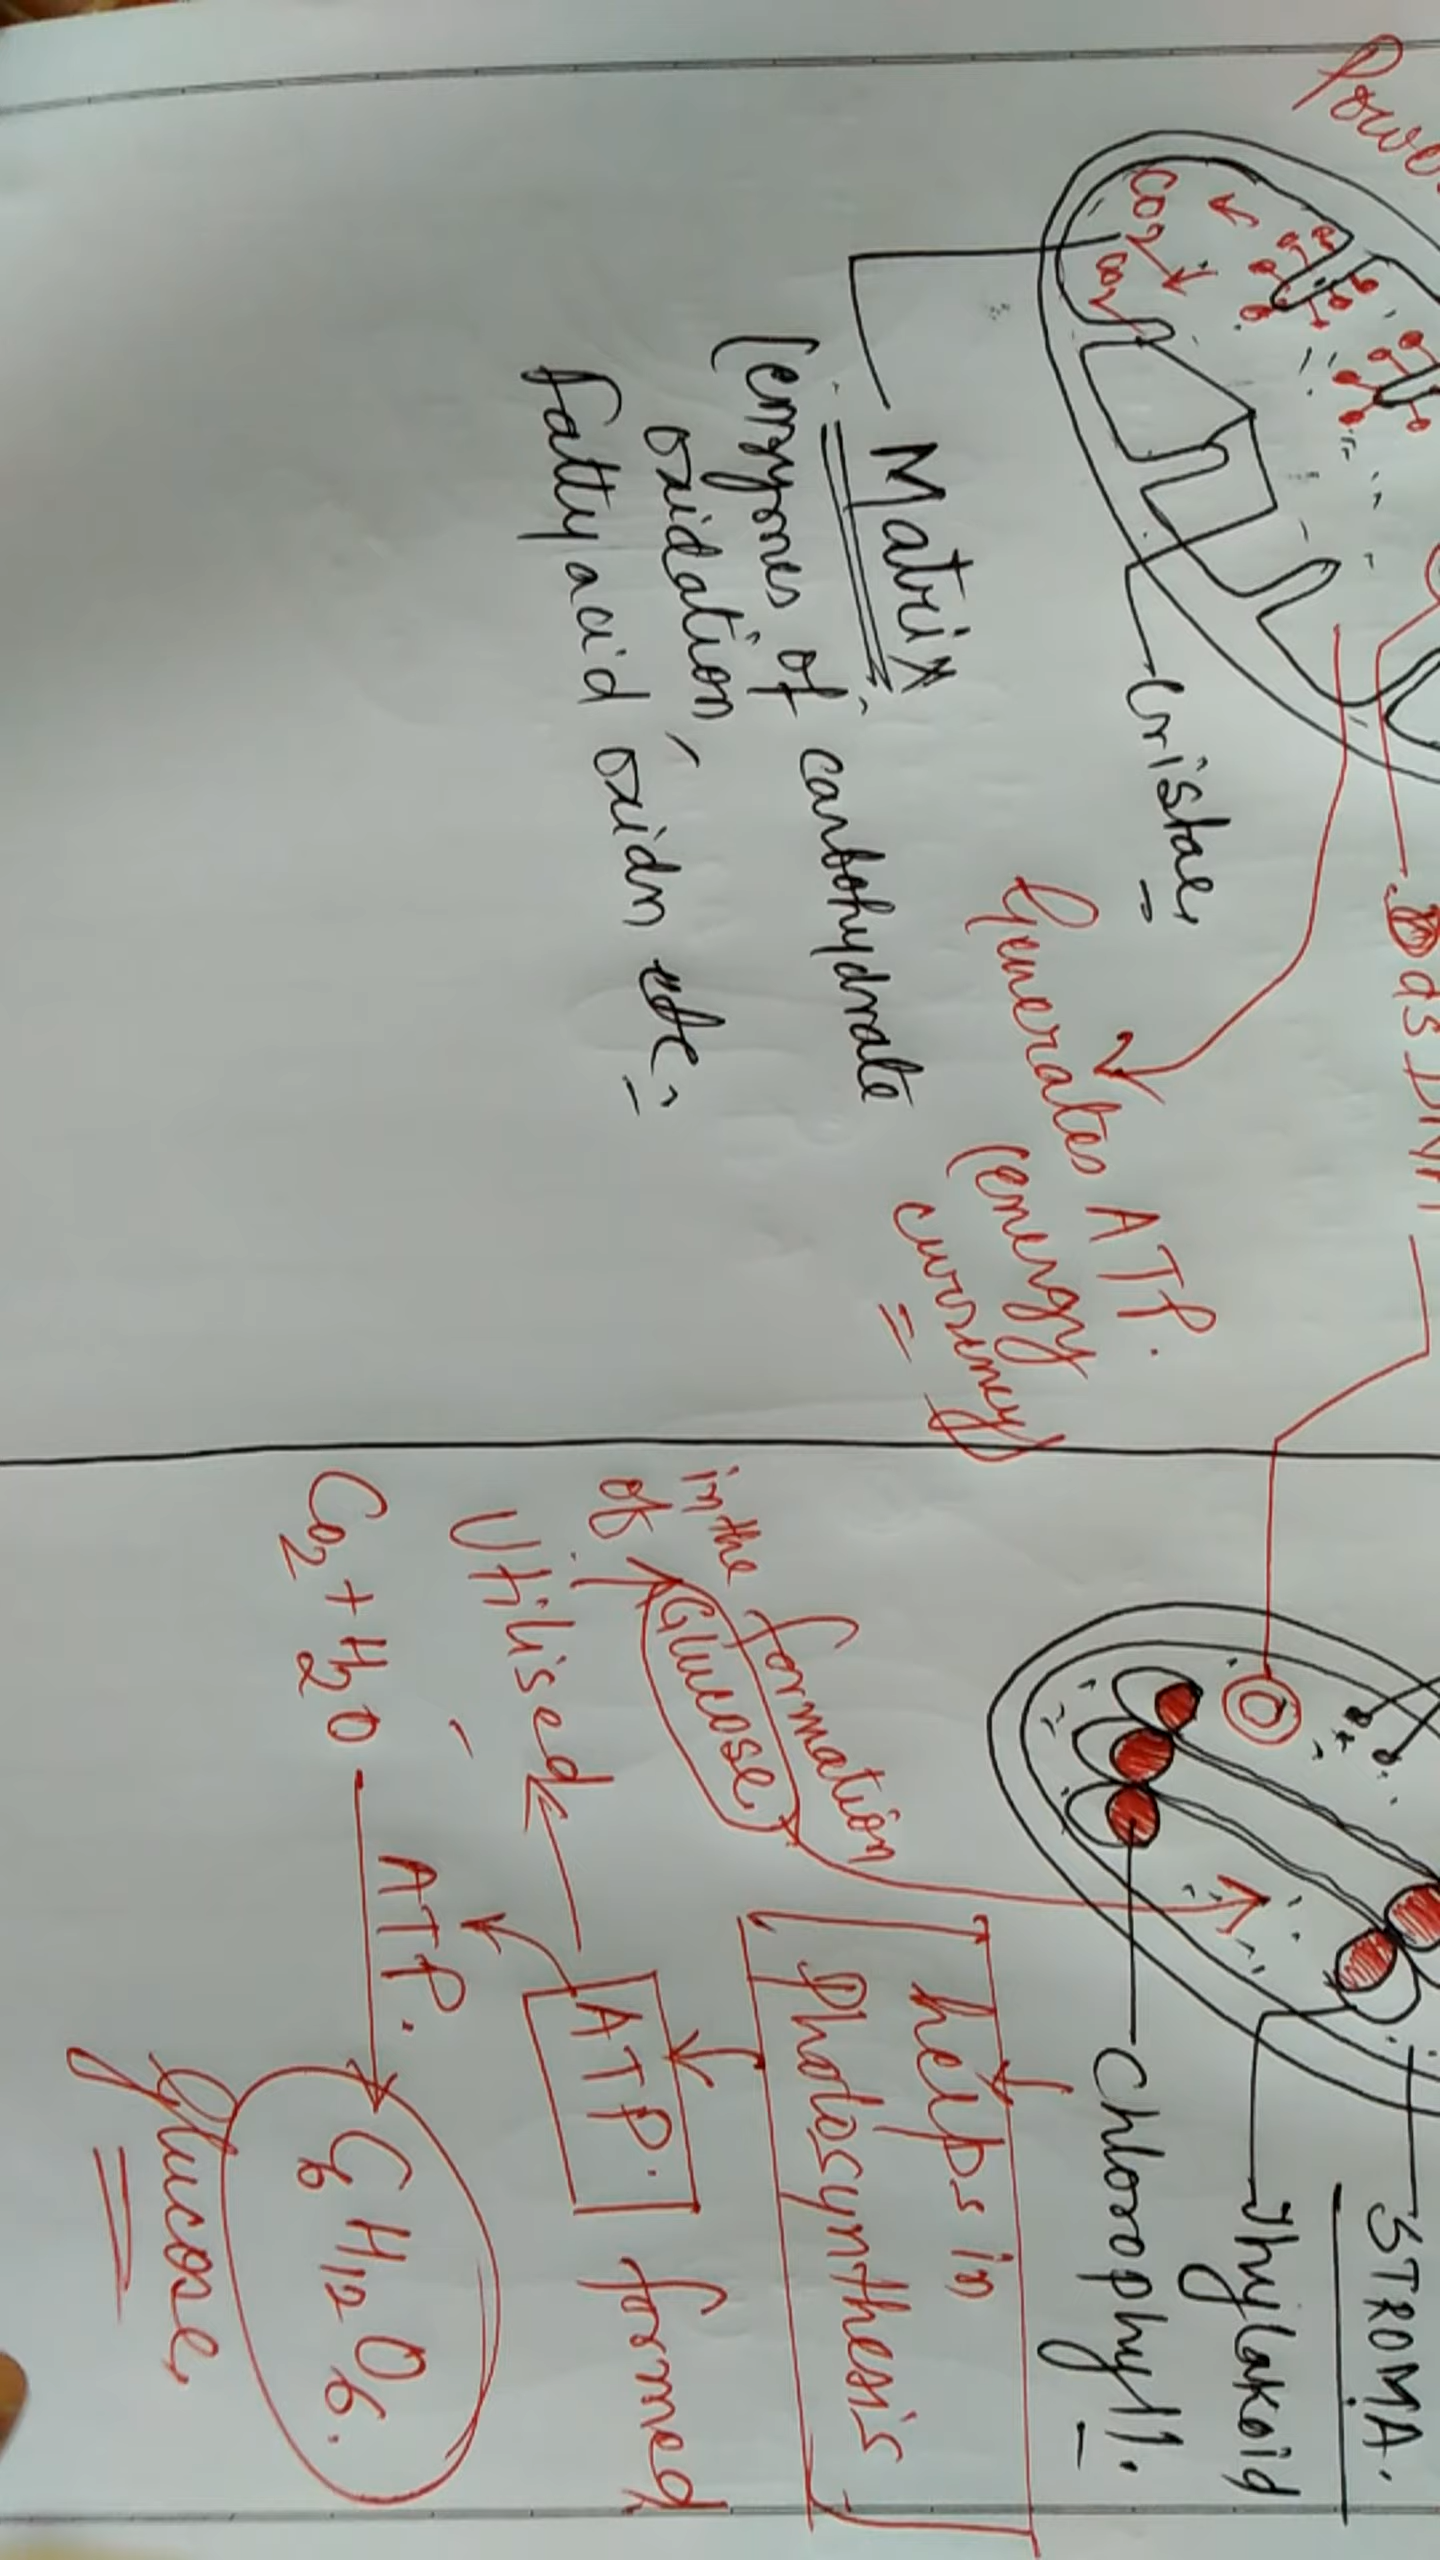 CO2
CO2
ds DNA
Cristae
Generates ATP.
(energy
currency)
Matrix
(enzymes of carbohydrate
oxidation,
fatty acid oxidn etc.
STROMA.
Thylakoid
Chlorophyll.
helps in
Photosynthesis
in the formation
of Glucose
ATP. formed
Utilised
ATP.
Co2 + H2O
C6H12O6.
Glucose